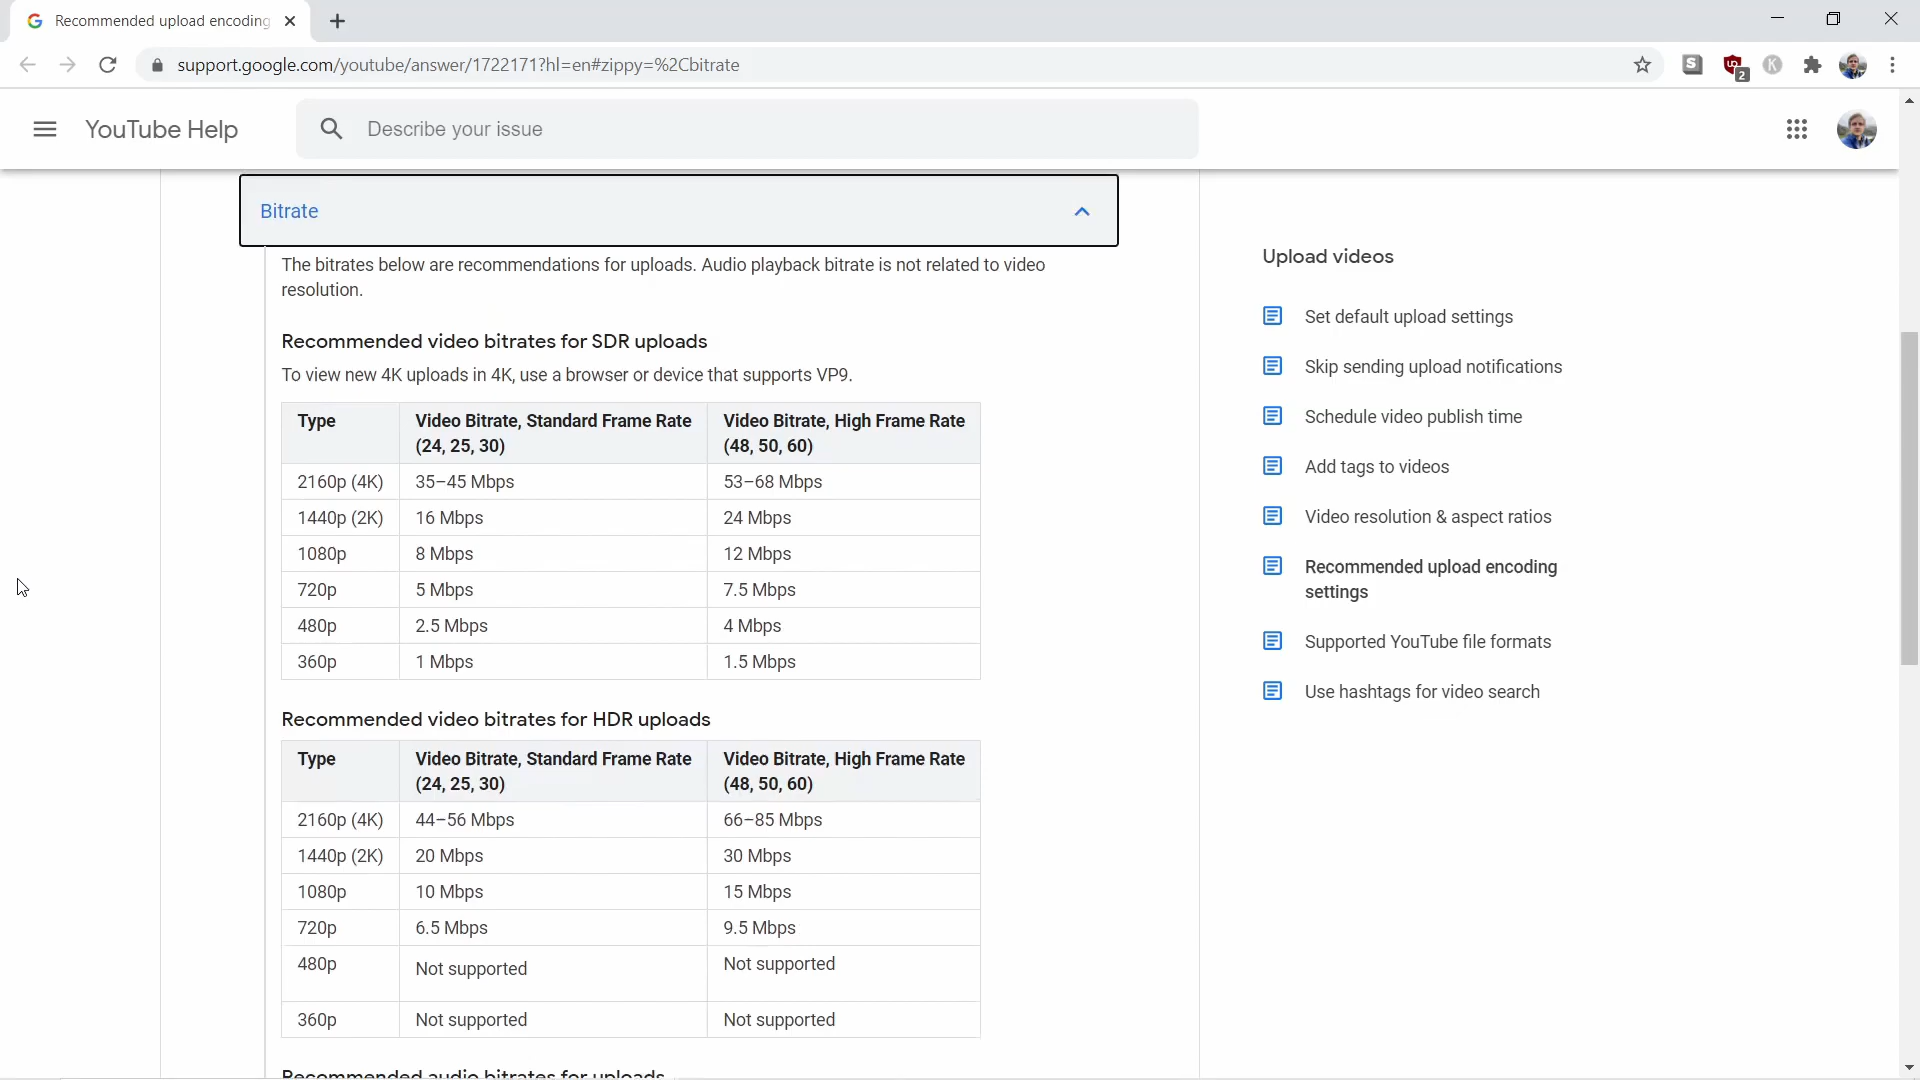 Recommended upload encoding
support.google.com/youtube/answer/1722171?hl=en#zippy=%2Cbitrate
S
2
K
YouTube Help
Describe your issue
Bitrate
The bitrates below are recommendations for uploads. Audio playback bitrate is not related to video
resolution.
Recommended video bitrates for SDR uploads
To view new 4K uploads in 4K, use a browser or device that supports VP9.
Type Video Bitrate, Standard Frame Rate Video Bitrate, High Frame Rate
(24, 25, 30) (48, 50, 60)
2160p (4K) 35–45 Mbps 53–68 Mbps
1440p (2K) 16 Mbps 24 Mbps
1080p 8 Mbps 12 Mbps
720p 5 Mbps 7.5 Mbps
480p 2.5 Mbps 4 Mbps
360p 1 Mbps 1.5 Mbps
Recommended video bitrates for HDR uploads
Type Video Bitrate, Standard Frame Rate Video Bitrate, High Frame Rate
(24, 25, 30) (48, 50, 60)
2160p (4K) 44–56 Mbps 66–85 Mbps
1440p (2K) 20 Mbps 30 Mbps
1080p 10 Mbps 15 Mbps
720p 6.5 Mbps 9.5 Mbps
480p Not supported Not supported
360p Not supported Not supported
Recommended audio bitrates for uploads
Upload videos
Set default upload settings
Skip sending upload notifications
Schedule video publish time
Add tags to videos
Video resolution & aspect ratios
Recommended upload encoding
settings
Supported YouTube file formats
Use hashtags for video search